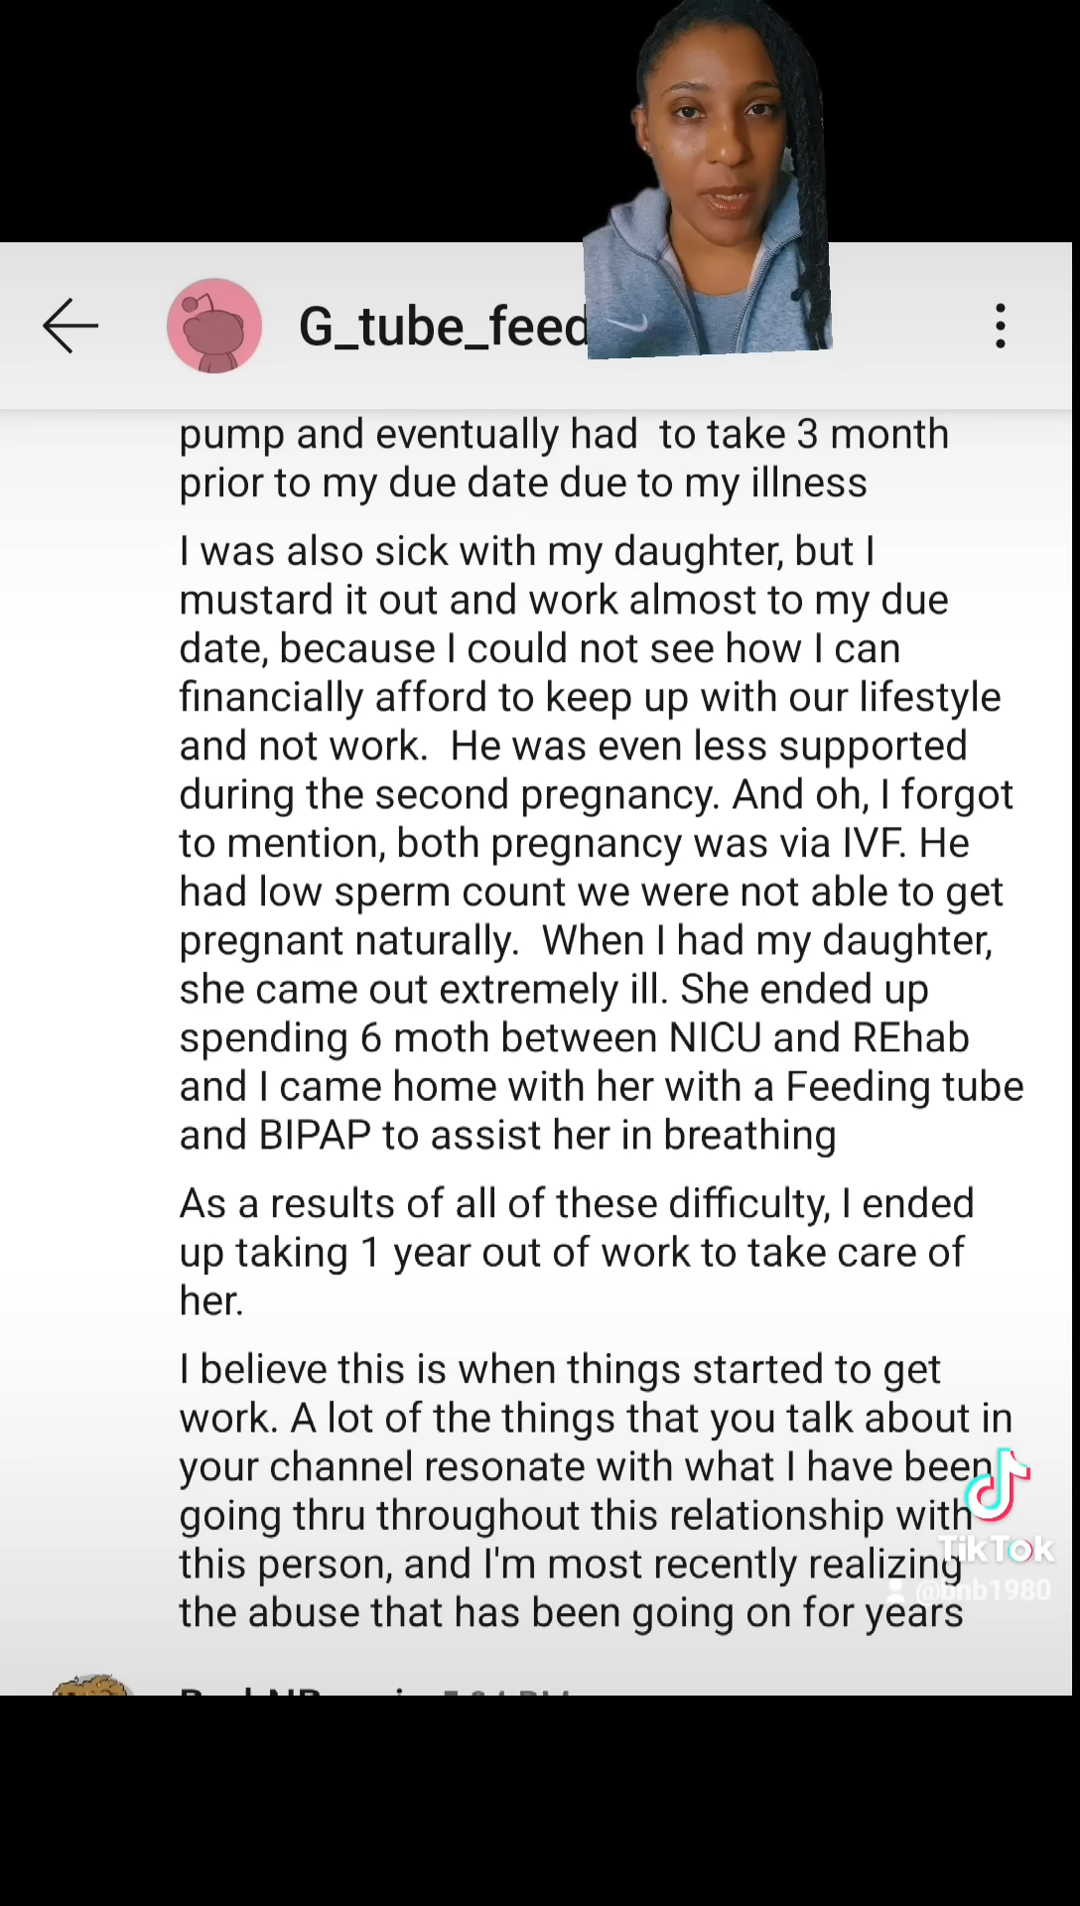 G_tube_feed
pump and eventually had  to take 3 month
prior to my due date due to my illness
I was also sick with my daughter, but I
mustard it out and work almost to my due
date, because I could not see how I can
financially afford to keep up with our lifestyle
and not work.  He was even less supported
during the second pregnancy. And oh, I forgot
to mention, both pregnancy was via IVF. He
had low sperm count we were not able to get
pregnant naturally.  When I had my daughter,
she came out extremely ill. She ended up
spending 6 moth between NICU and REhab
and I came home with her with a Feeding tube
and BIPAP to assist her in breathing
As a results of all of these difficulty, I ended
up taking 1 year out of work to take care of
her.
I believe this is when things started to get
work. A lot of the things that you talk about in
your channel resonate with what I have been
going thru throughout this relationship with
this person, and I'm most recently realizing
the abuse that has been going on for years
TikTok
@bnb1980